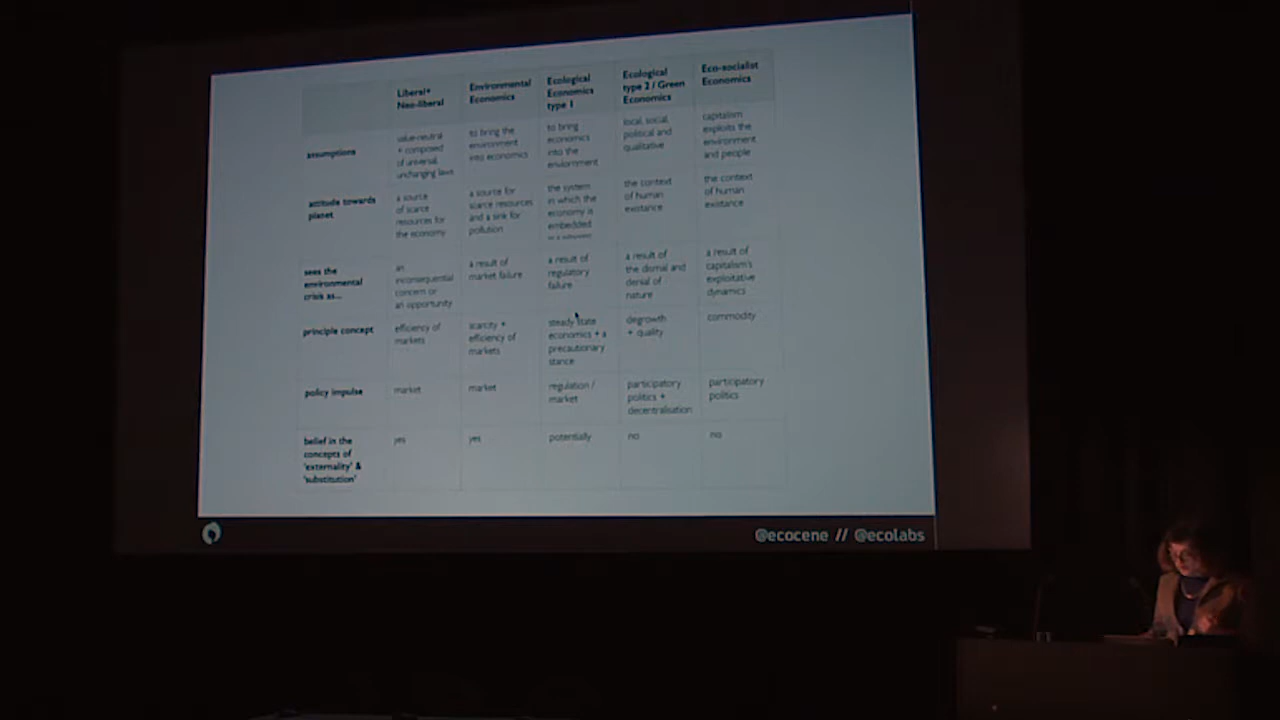 Liberal+
Neo-liberal
Environmental
Economics
Ecological
Economics
type 1
Ecological
type 2 / Green
Economics
Eco-socialist
Economics
assumptions
value-neutral
+ composed
of universal,
unchanging laws
to bring the
environment
into economics
to bring
economics
into the
enviornment
local, social,
political and
qualitative
capitalism
exploits the
environment
and people
attitude towards
planet
a source
of scarce
resources for
the economy
a source for
scarce resources
and a sink for
pollution
the system
in which the
economy is
embedded
the context
of human
existance
the context
of human
existance
sees the
environmental
crisis as...
an
inconsequential
concern or
an opportunity
a result of
market failure
a result of
regulatory
failure
a result of
the dismal and
denial of
nature
a result of
capitalism's
exploitative
dynamics
principle concept
efficiency of
markets
scarcity +
efficiency of
markets
steady state
economics + a
precautionary
stance
degrowth
+ quality
commodity
policy impulse
market
market
regulation /
market
participatory
politics +
decentralisation
participatory
politics
belief in the
concepts of
'externality' &
'substitution'
yes
yes
potentially
no
no
@ecocene // @ecolabs